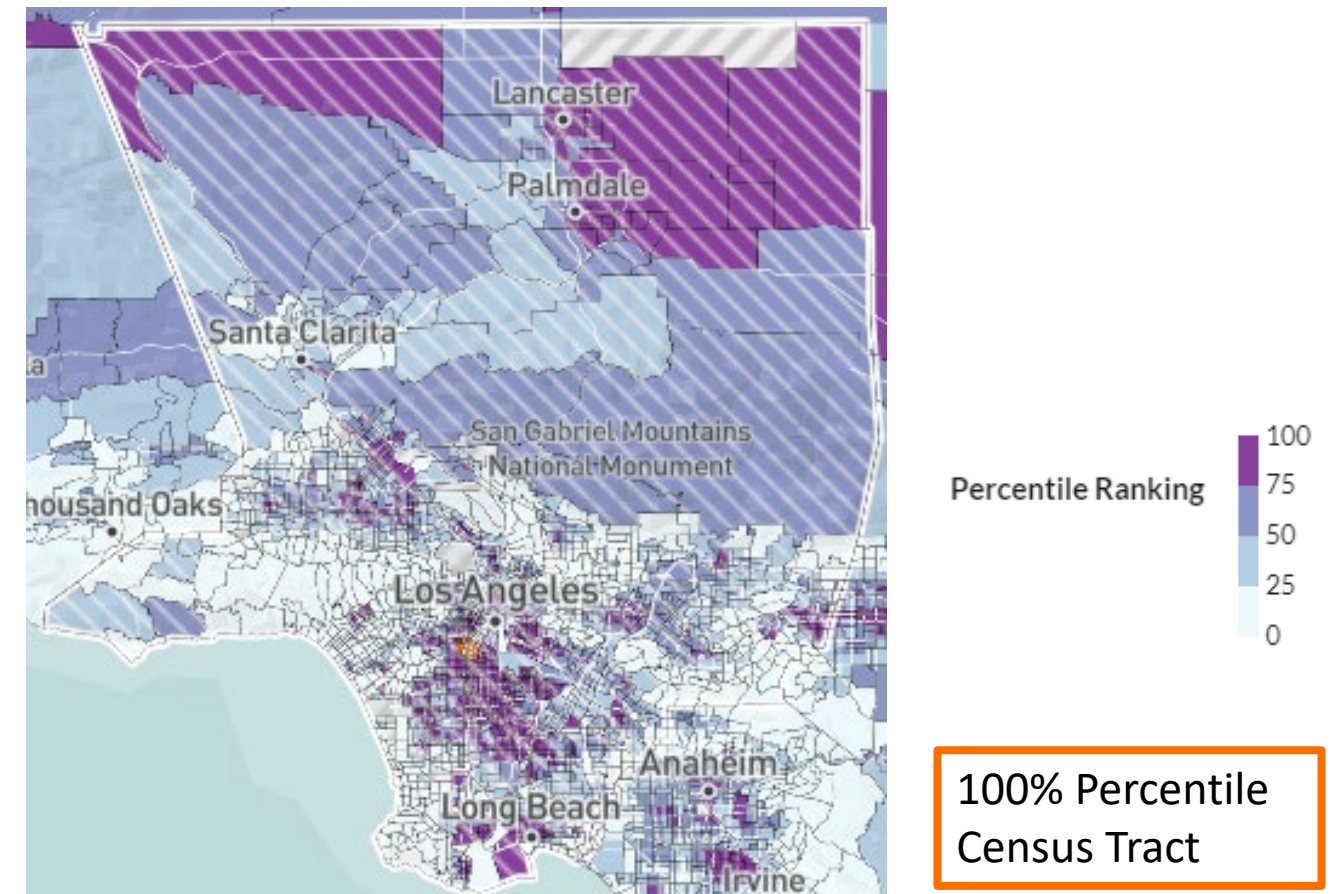 Lancaster
Palmdale
Santa Clarita
la
San Gabriel Mountains
National Monument
housand Oaks
Los Angeles
Anaheim
Long Beach
Irvine
Percentile Ranking
100
75
50
25
0
100% Percentile
Census Tract